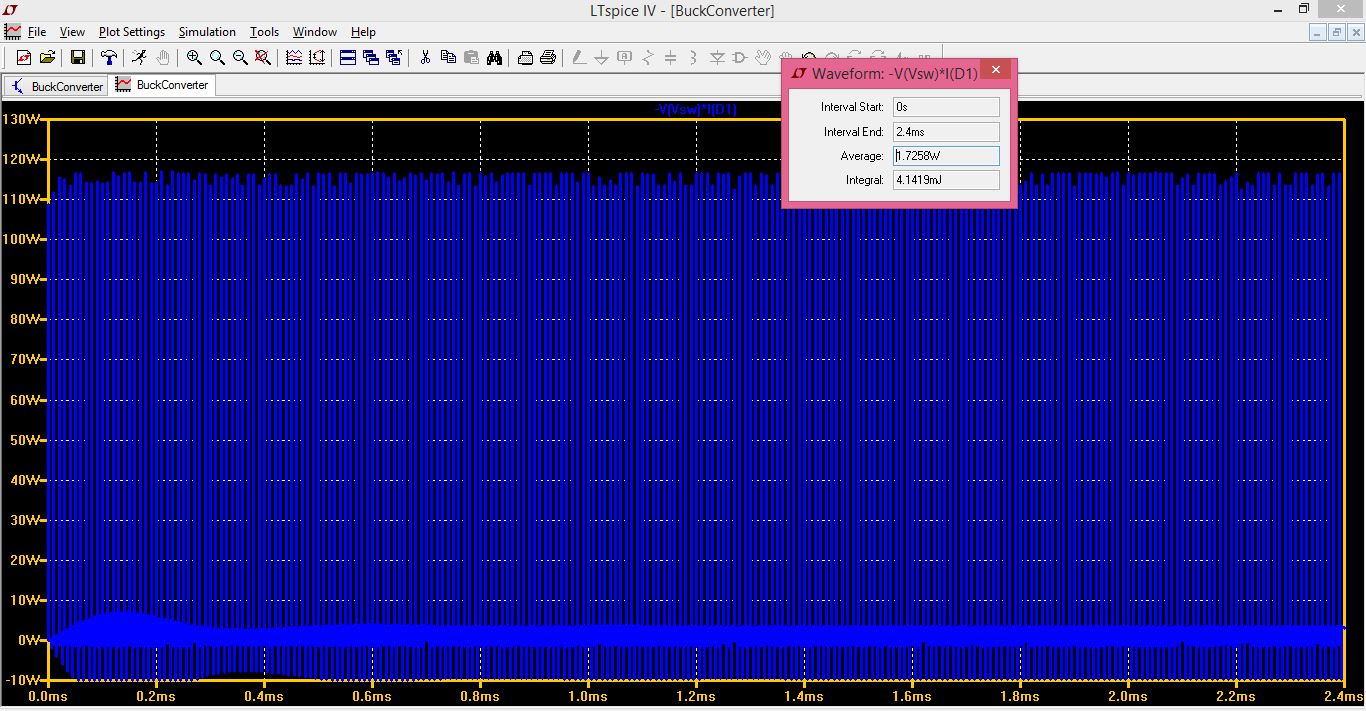 LTspice IV - [BuckConverter]
File View Plot Settings Simulation Tools Window Help
BuckConverter BuckConverter
-V(Vsw)*I(D1)
Waveform: -V(Vsw)*I(D1)
Interval Start: 0s
Interval End: 2.4ms
Average: 1.7258W
Integral: 4.1419mJ
130W
120W
110W
100W
90W
80W
70W
60W
50W
40W
30W
20W
10W
0W
-10W
0.0ms 0.2ms 0.4ms 0.6ms 0.8ms 1.0ms 1.2ms 1.4ms 1.6ms 1.8ms 2.0ms 2.2ms 2.4ms